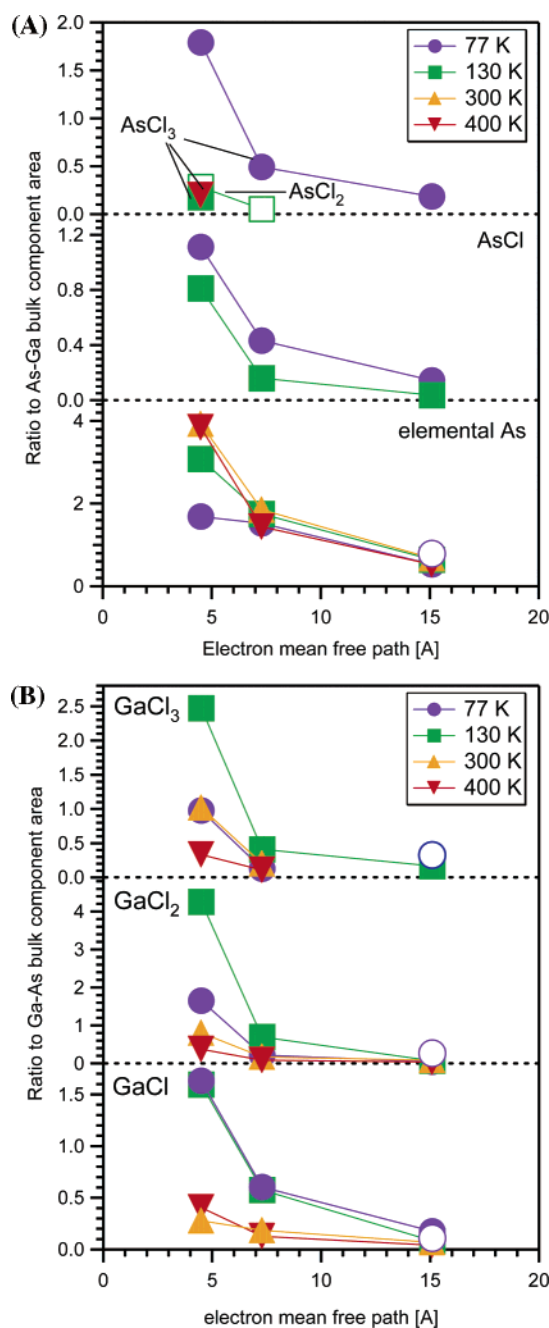 (A)
2.0
1.5
1.0
0.5
0.0
77 K
130 K
300 K
400 K
AsCl3
AsCl2
1.2
0.8
0.4
0.0
AsCl
4
2
0
elemental As
Ratio to As-Ga bulk component area
0 5 10 15 20
Electron mean free path [A]
(B)
2.5
2.0
1.5
1.0
0.5
0.0
GaCl3
77 K
130 K
300 K
400 K
4
3
2
1
0
GaCl2
1.5
1.0
0.5
0.0
GaCl
Ratio to Ga-As bulk component area
0 5 10 15 20
electron mean free path [A]